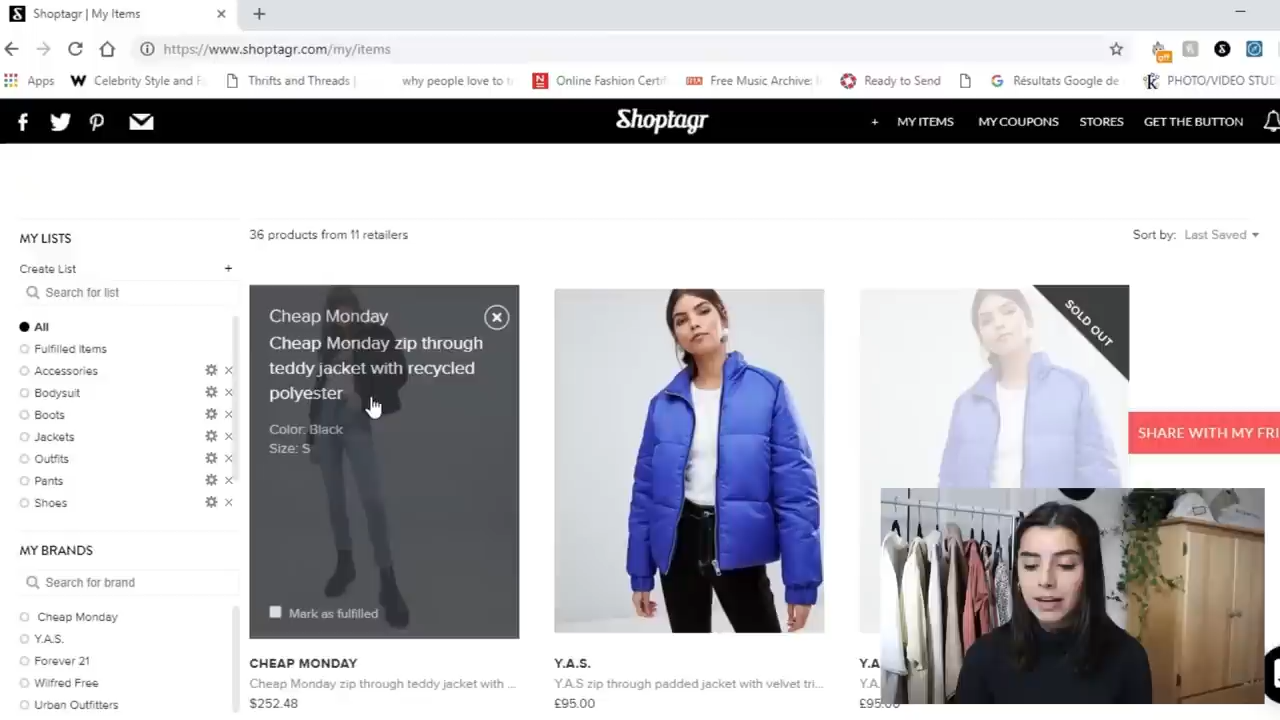 Shoptagr | My Items
https://www.shoptagr.com/my/items
Apps
Celebrity Style and F
Thrifts and Threads |
why people love to t
Online Fashion Certif
Free Music Archive:
Ready to Send
Résultats Google de
PHOTO/VIDEO STUD
Shoptagr
+ MY ITEMS MY COUPONS STORES GET THE BUTTON
MY LISTS
Create List +
Search for list
All
Fulfilled Items
Accessories
Bodysuit
Boots
Jackets
Outfits
Pants
Shoes
MY BRANDS
Search for brand
Cheap Monday
Y.A.S.
Forever 21
Wilfred Free
Urban Outfitters
36 products from 11 retailers
Sort by: Last Saved
Cheap Monday
Cheap Monday zip through
teddy jacket with recycled
polyester
Color: Black
Size: S
Mark as fulfilled
CHEAP MONDAY
Cheap Monday zip through teddy jacket with ...
$252.48
Y.A.S.
Y.A.S zip through padded jacket with velvet tri...
£95.00
SOLD OUT
Y.A
£95.00
SHARE WITH MY FRI